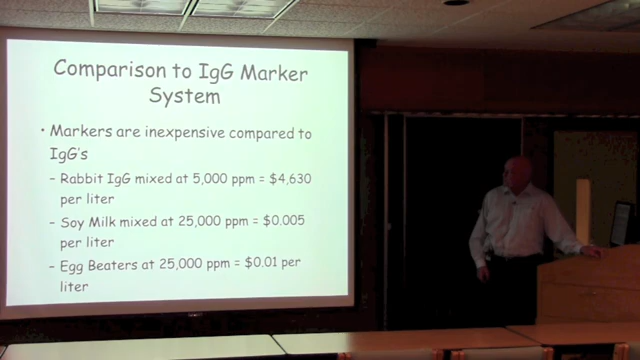 Comparison to IgG Marker
System
• Markers are inexpensive compared to
IgG's
– Rabbit IgG mixed at 5,000 ppm = $4,630
per liter
– Soy Milk mixed at 25,000 ppm = $0.005
per liter
– Egg Beaters at 25,000 ppm = $0.01 per
liter